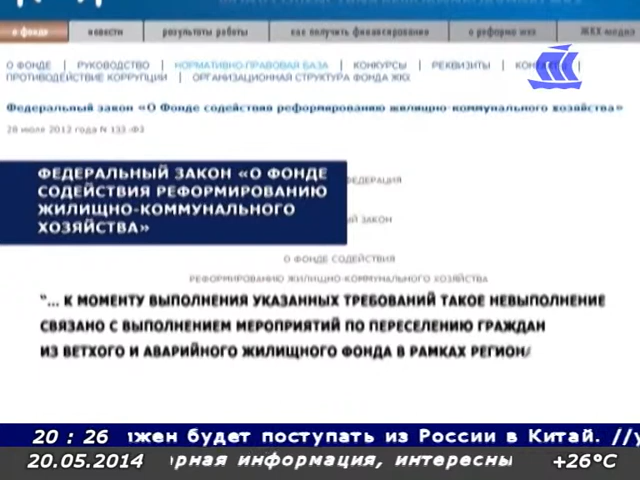 о фонде новости результаты работы как получить финансирование о реформе жкх ЖКХ медиа
О ФОНДЕ | РУКОВОДСТВО | НОРМАТИВНО-ПРАВОВАЯ БАЗА | КОНКУРСЫ | РЕКВИЗИТЫ |
ПРОТИВОДЕЙСТВИЕ КОРРУПЦИИ | ОРГАНИЗАЦИОННАЯ СТРУКТУРА ФОНДА ЖКХ
Федеральный закон «О Фонде содействия реформированию жилищно-коммунального хозяйства»
28 июля 2012 года N 133-ФЗ
ФЕДЕРАЛЬНЫЙ ЗАКОН «О ФОНДЕ
СОДЕЙСТВИЯ РЕФОРМИРОВАНИЮ
ЖИЛИЩНО-КОММУНАЛЬНОГО
ХОЗЯЙСТВА»
ФЕДЕРАЦИЯ
ЗАКОН
О ФОНДЕ СОДЕЙСТВИЯ
РЕФОРМИРОВАНИЮ ЖИЛИЩНО-КОММУНАЛЬНОГО ХОЗЯЙСТВА
"... К МОМЕНТУ ВЫПОЛНЕНИЯ УКАЗАННЫХ ТРЕБОВАНИЙ ТАКОЕ НЕВЫПОЛНЕНИЕ
СВЯЗАНО С ВЫПОЛНЕНИЕМ МЕРОПРИЯТИЙ ПО ПЕРЕСЕЛЕНИЮ ГРАЖДАН
ИЗ ВЕТХОГО И АВАРИЙНОГО ЖИЛИЩНОГО ФОНДА В РАМКАХ РЕГИОН
20 : 26 жен будет поступать из России в Китай. //у
20.05.2014 рная информация, интересны +26°C